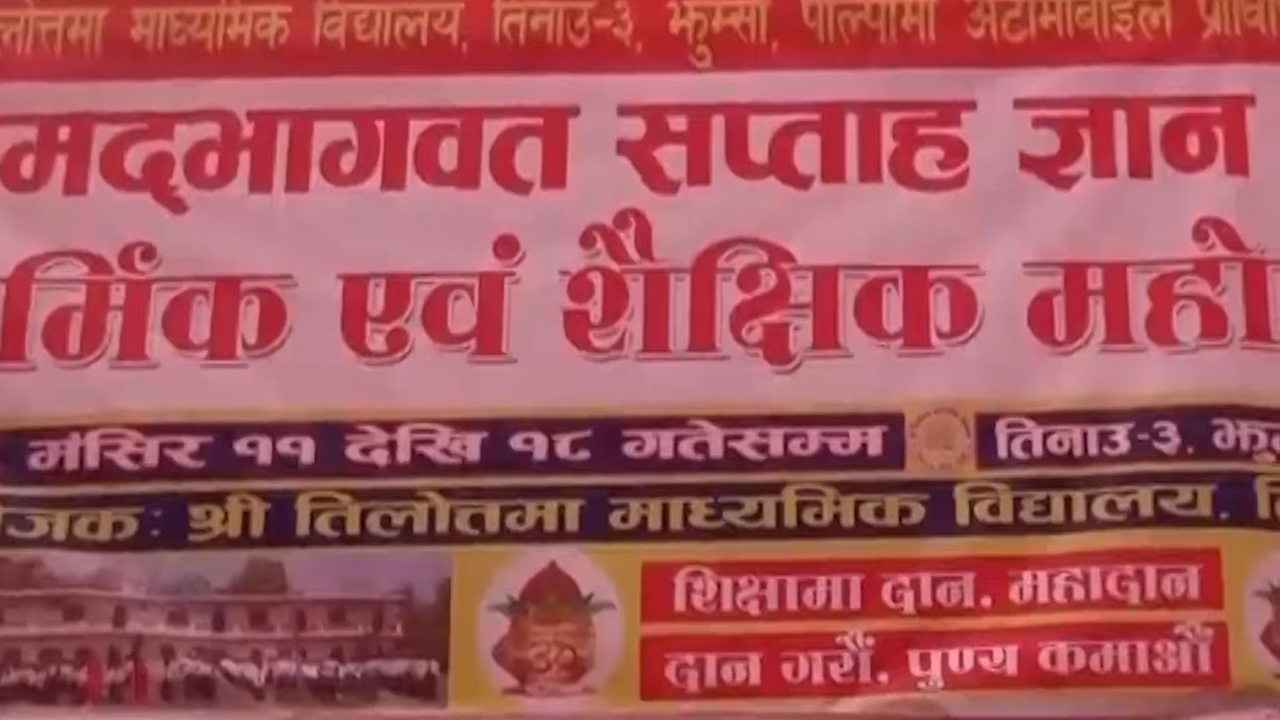 लोत्तमा माध्यमिक विद्यालय, तिनाउ-३, झुम्सा, पाल्पामा अटोमोबाइल प्रावि
मद्भागवत सप्ताह ज्ञान
र्मिक एवं शैक्षिक महो
मंसिर ११ देखि १८ गतेसम्म तिनाउ-३, झु
जक: श्री तिलोत्तमा माध्यमिक विद्यालय, ति
शिक्षामा दान, महादान
दान गरौं, पुण्य कमाऔं